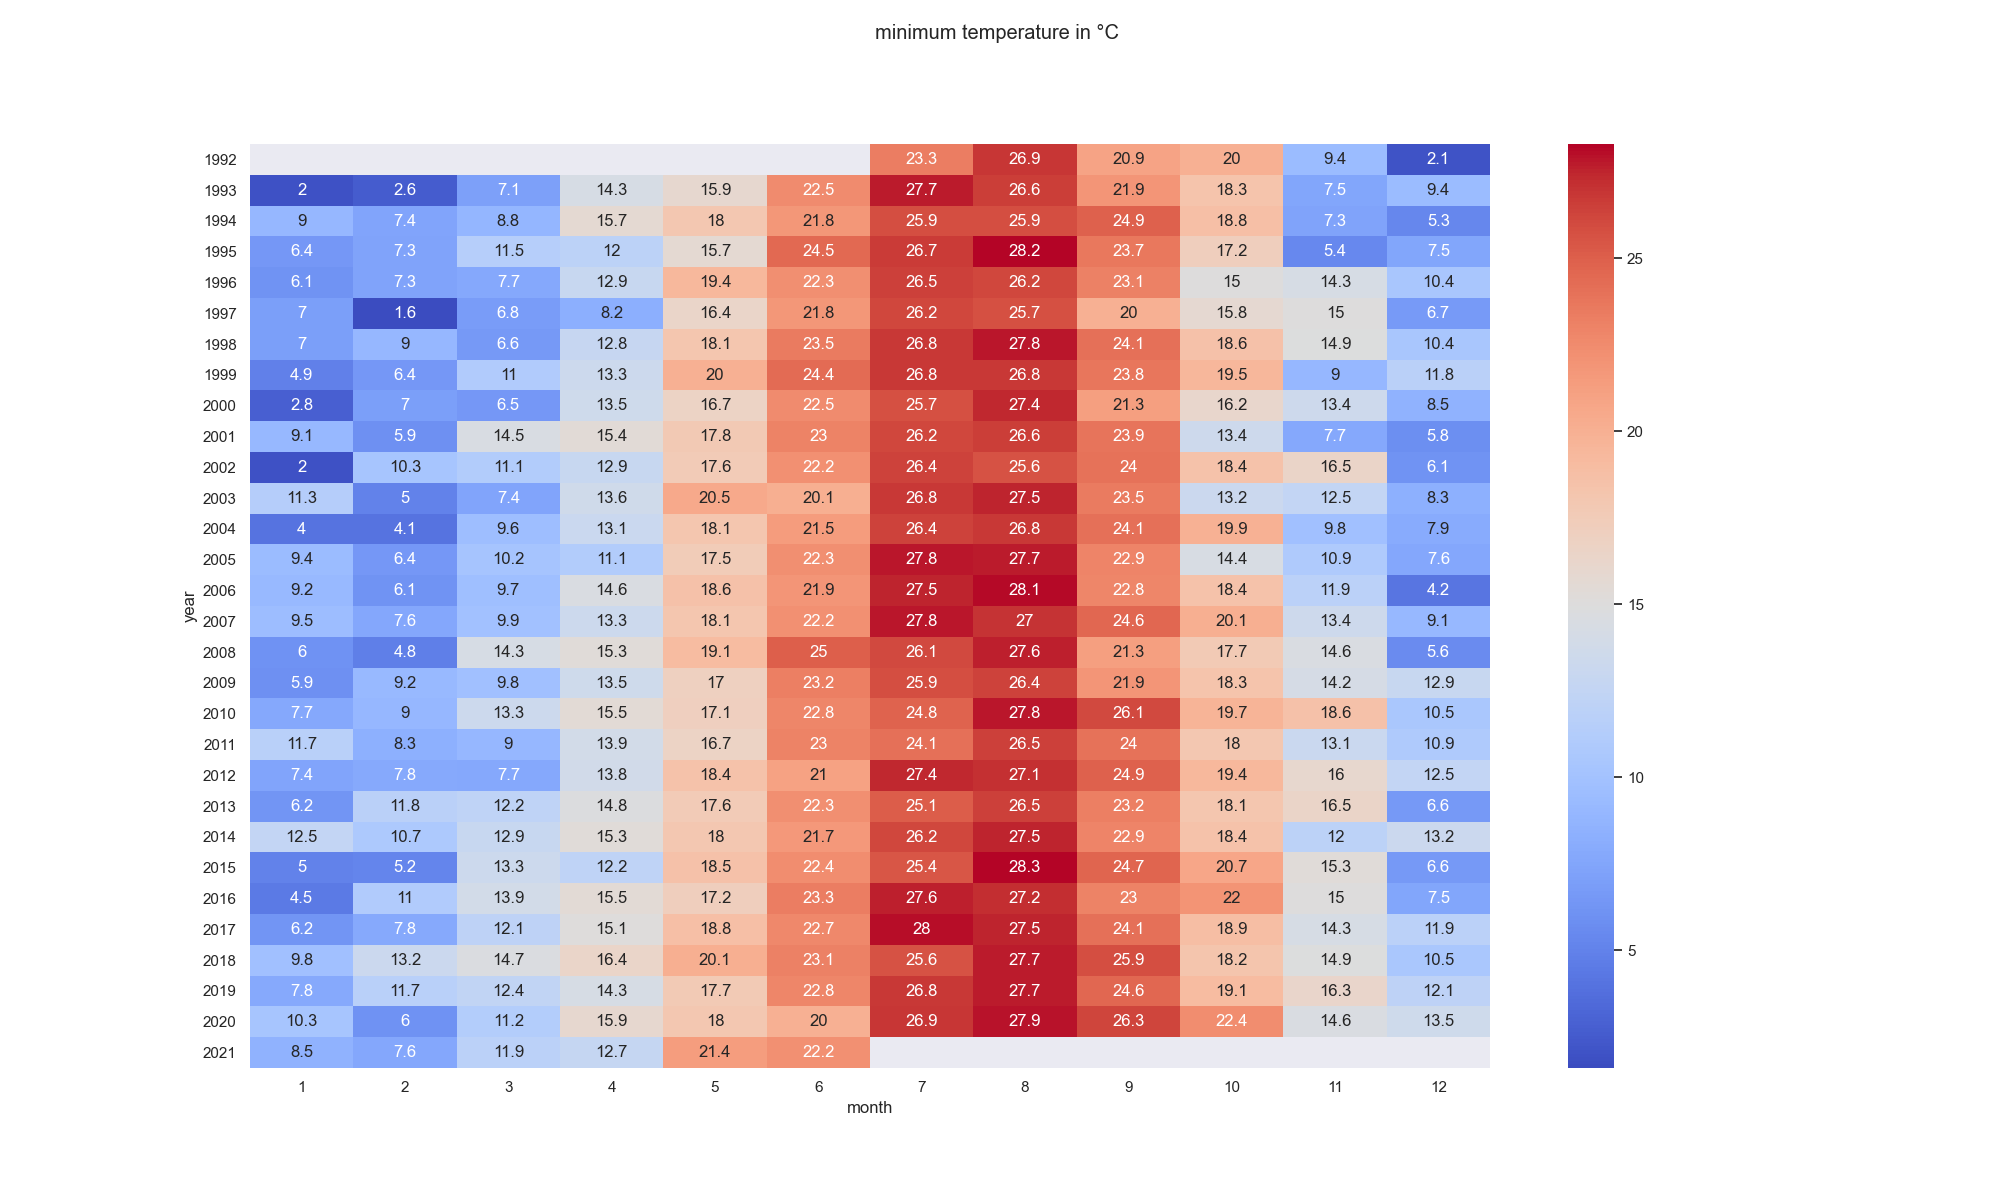 minimum temperature in °C
1992 23.3 26.9 20.9 20 9.4 2.1
1993 2 2.6 7.1 14.3 15.9 22.5 27.7 26.6 21.9 18.3 7.5 9.4
1994 9 7.4 8.8 15.7 18 21.8 25.9 25.9 24.9 18.8 7.3 5.3
1995 6.4 7.3 11.5 12 15.7 24.5 26.7 28.2 23.7 17.2 5.4 7.5
1996 6.1 7.3 7.7 12.9 19.4 22.3 26.5 26.2 23.1 15 14.3 10.4
25
1997 7 1.6 6.8 8.2 16.4 21.8 26.2 25.7 20 15.8 15 6.7
1998 7 9 6.6 12.8 18.1 23.5 26.8 27.8 24.1 18.6 14.9 10.4
1999 4.9 6.4 11 13.3 20 24.4 26.8 26.8 23.8 19.5 9 11.8
2000 2.8 7 6.5 13.5 16.7 22.5 25.7 27.4 21.3 16.2 13.4 8.5
2001 9.1 5.9 14.5 15.4 17.8 23 26.2 26.6 23.9 13.4 7.7 5.8
20
2002 2 10.3 11.1 12.9 17.6 22.2 26.4 25.6 24 18.4 16.5 6.1
2003 11.3 5 7.4 13.6 20.5 20.1 26.8 27.5 23.5 13.2 12.5 8.3
2004 4 4.1 9.6 13.1 18.1 21.5 26.4 26.8 24.1 19.9 9.8 7.9
2005 9.4 6.4 10.2 11.1 17.5 22.3 27.8 27.7 22.9 14.4 10.9 7.6
2006 9.2 6.1 9.7 14.6 18.6 21.9 27.5 28.1 22.8 18.4 11.9 4.2
year
15
2007 9.5 7.6 9.9 13.3 18.1 22.2 27.8 27 24.6 20.1 13.4 9.1
2008 6 4.8 14.3 15.3 19.1 25 26.1 27.6 21.3 17.7 14.6 5.6
2009 5.9 9.2 9.8 13.5 17 23.2 25.9 26.4 21.9 18.3 14.2 12.9
2010 7.7 9 13.3 15.5 17.1 22.8 24.8 27.8 26.1 19.7 18.6 10.5
2011 11.7 8.3 9 13.9 16.7 23 24.1 26.5 24 18 13.1 10.9
2012 7.4 7.8 7.7 13.8 18.4 21 27.4 27.1 24.9 19.4 16 12.5
10
2013 6.2 11.8 12.2 14.8 17.6 22.3 25.1 26.5 23.2 18.1 16.5 6.6
2014 12.5 10.7 12.9 15.3 18 21.7 26.2 27.5 22.9 18.4 12 13.2
2015 5 5.2 13.3 12.2 18.5 22.4 25.4 28.3 24.7 20.7 15.3 6.6
2016 4.5 11 13.9 15.5 17.2 23.3 27.6 27.2 23 22 15 7.5
2017 6.2 7.8 12.1 15.1 18.8 22.7 28 27.5 24.1 18.9 14.3 11.9
5
2018 9.8 13.2 14.7 16.4 20.1 23.1 25.6 27.7 25.9 18.2 14.9 10.5
2019 7.8 11.7 12.4 14.3 17.7 22.8 26.8 27.7 24.6 19.1 16.3 12.1
2020 10.3 6 11.2 15.9 18 20 26.9 27.9 26.3 22.4 14.6 13.5
2021 8.5 7.6 11.9 12.7 21.4 22.2
1 2 3 4 5 6 7 8 9 10 11 12
month